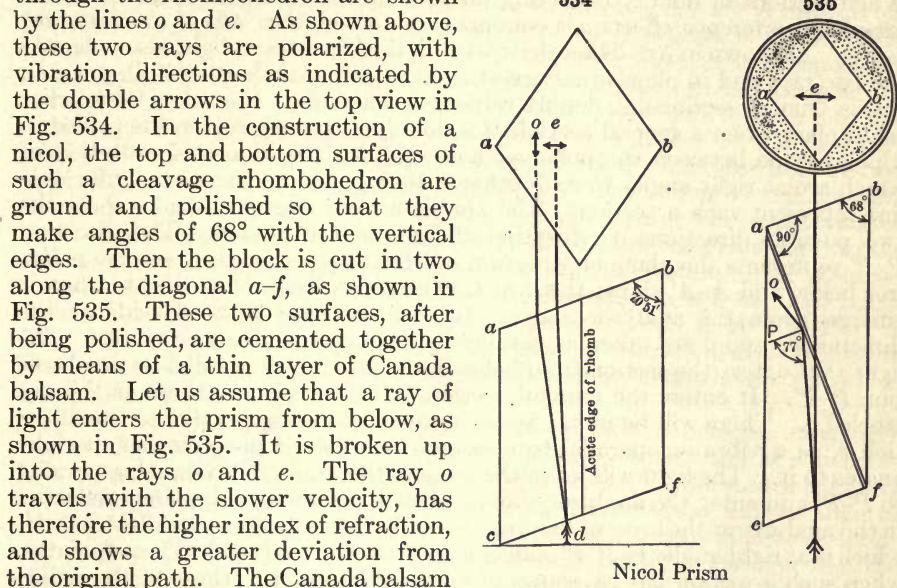 through the rhombohedron are shown
by the lines o and e. As shown above,
these two rays are polarized, with
vibration directions as indicated by
the double arrows in the top view in
Fig. 534. In the construction of a
nicol, the top and bottom surfaces of
such a cleavage rhombohedron are
ground and polished so that they
make angles of 68° with the vertical
edges. Then the block is cut in two
along the diagonal a–f, as shown in
Fig. 535. These two surfaces, after
being polished, are cemented together
by means of a thin layer of Canada
balsam. Let us assume that a ray of
light enters the prism from below, as
shown in Fig. 535. It is broken up
into the rays o and e. The ray o
travels with the slower velocity, has
therefore the higher index of refraction,
and shows a greater deviation from
the original path. The Canada balsam
534
a
o e
b
a
b
Acute edge of rhomb
f
c
d
535
a
e
b
b
68°
a
90°
o
P
77°
f
c
Nicol Prism